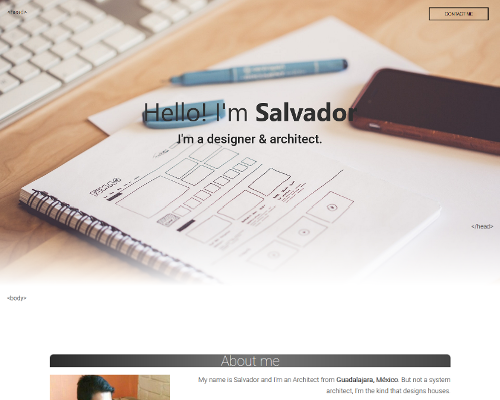 <head>
CONTACT ME
Hello! I'm Salvador
I'm a designer & architect.
</head>
<body>
About me
My name is Salvador and I'm an Architect from Guadalajara, México. But not a system
architect, I'm the kind that designs houses.